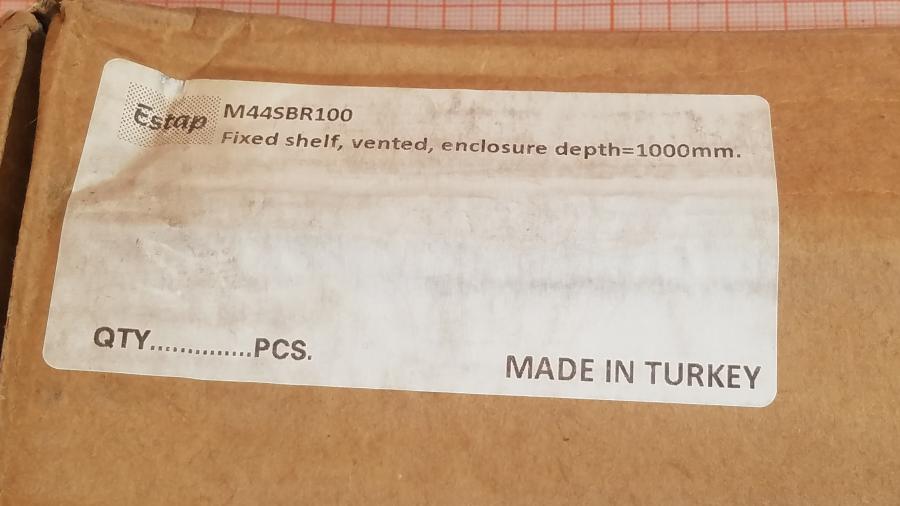 Estap
M44SBR100
Fixed shelf, vented, enclosure depth=1000mm.
QTY..............PCS.
MADE IN TURKEY